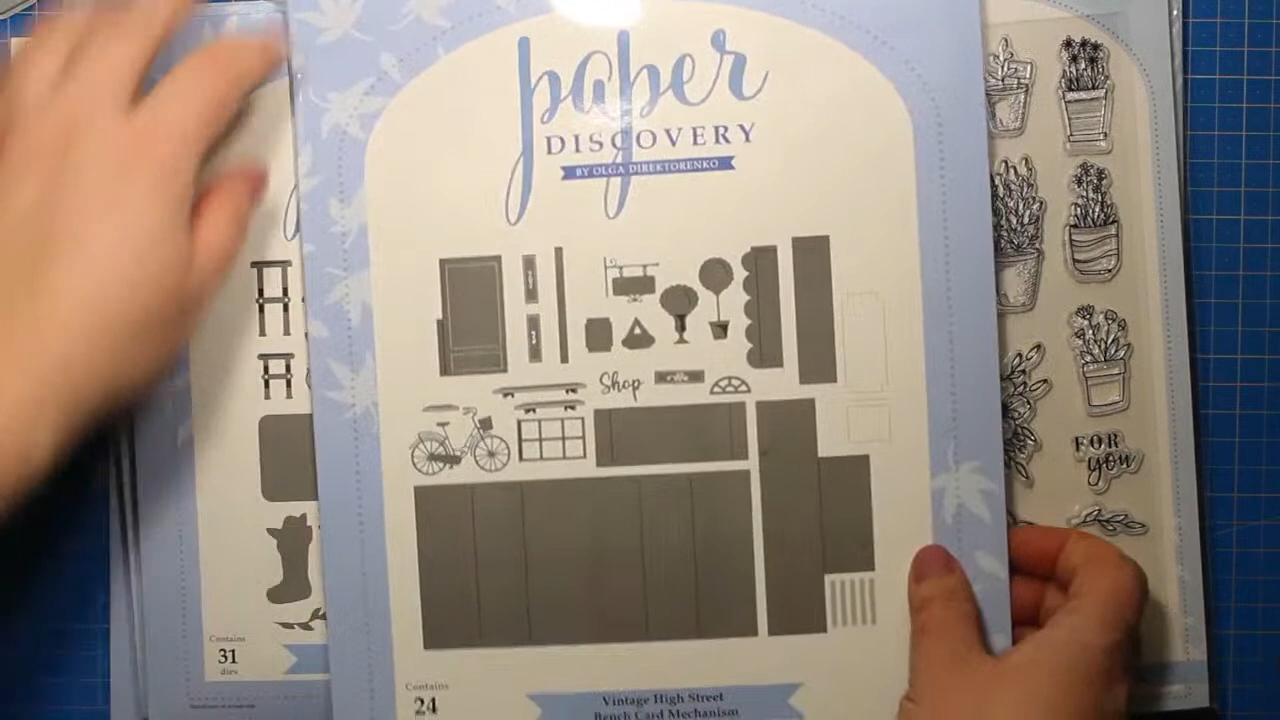 paper
DISCOVERY
BY OLGA DIREKTORENKO
Shop
FOR
you
Contains
31
dies
Contains
24
Vintage High Street
Bench Card Mechanism